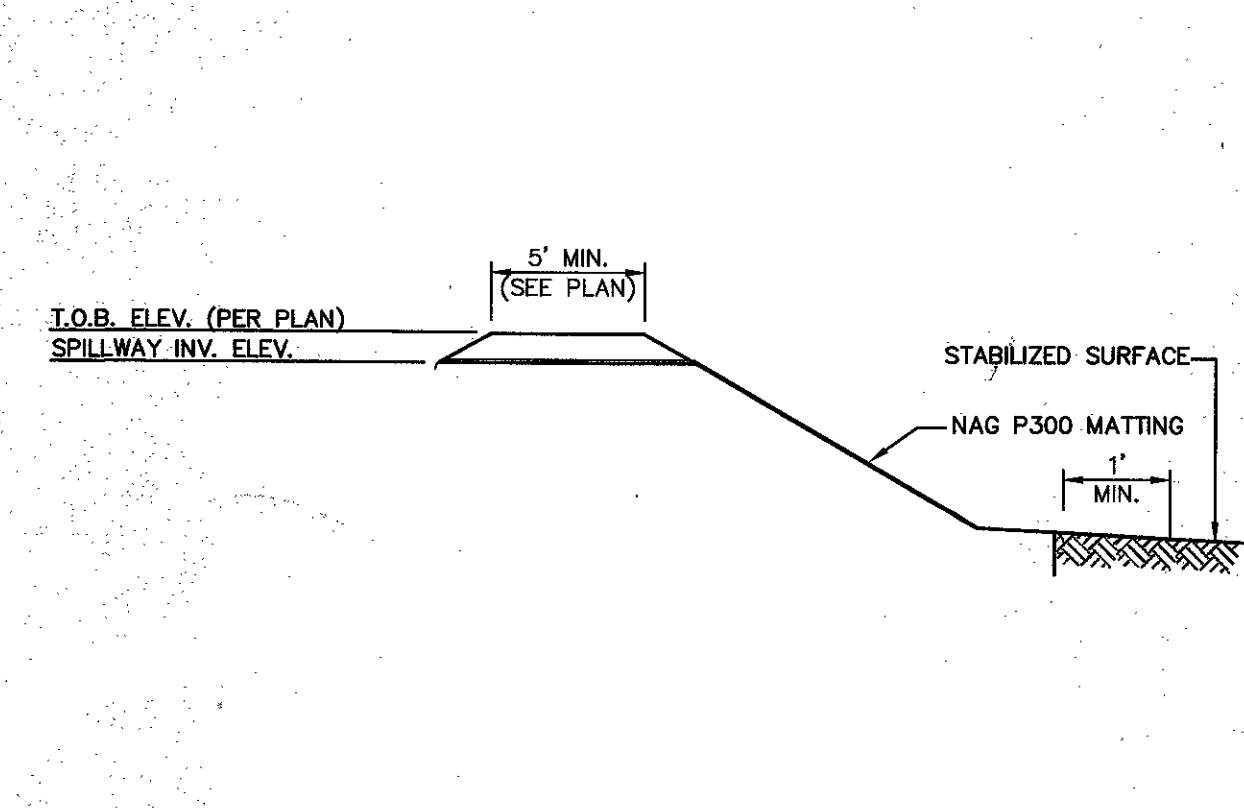 5' MIN.
(SEE PLAN)
T.O.B. ELEV. (PER PLAN)
SPILLWAY INV. ELEV.
STABILIZED SURFACE
NAG P300 MATTING
1'
MIN.